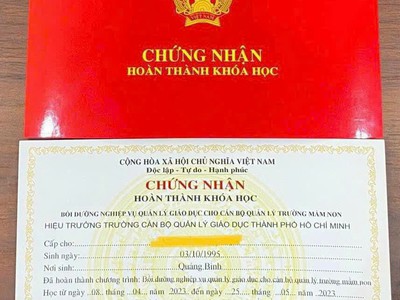 VIỆT NAM
CHỨNG NHẬN
HOÀN THÀNH KHÓA HỌC
CỘNG HÒA XÃ HỘI CHỦ NGHĨA VIỆT NAM
Độc lập - Tự do - Hạnh phúc
CHỨNG NHẬN
HOÀN THÀNH KHÓA HỌC
BỒI DƯỠNG NGHIỆP VỤ QUẢN LÝ GIÁO DỤC CHO CÁN BỘ QUẢN LÝ TRƯỜNG MẦM NON
HIỆU TRƯỞNG TRƯỜNG CÁN BỘ QUẢN LÝ GIÁO DỤC THÀNH PHỐ HỒ CHÍ MINH
Cấp cho:
Sinh ngày: 03/10/1995
Nơi sinh: Quảng Bình
Đã hoàn thành chương trình: Bồi dưỡng nghiệp vụ quản lý giáo dục cho cán bộ quản lý trường mầm non
Học từ ngày 08 tháng 04 năm 2023 đến ngày 25 tháng 05 năm 2023